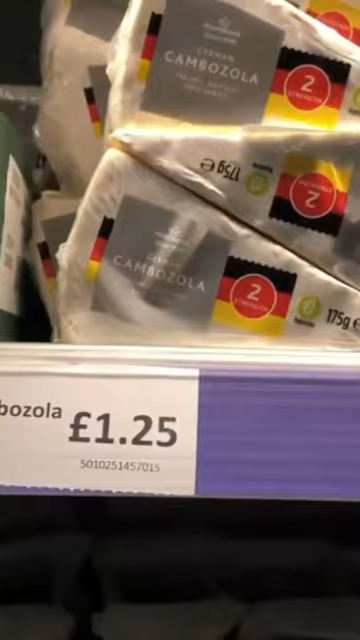 GERMAN
CAMBOZOLA
2
STRENGTH
175g e
STRENGTH
2
GERMAN
CAMBOZOLA
2
STRENGTH
175g e
bozola £1.25
5010251457015